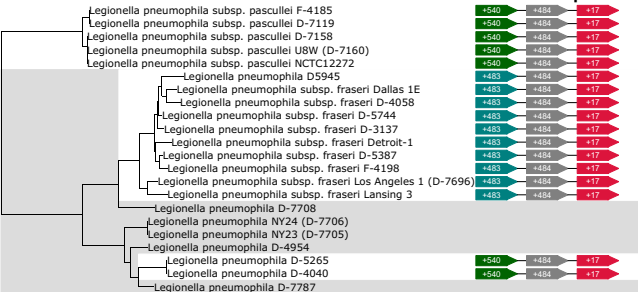 Legionella pneumophila subsp. pascullei F-4185 +540 +484 +17
Legionella pneumophila subsp. pascullei D-7119 +540 +484 +17
Legionella pneumophila subsp. pascullei D-7158 +540 +484 +17
Legionella pneumophila subsp. pascullei U8W (D-7160) +540 +484 +17
Legionella pneumophila subsp. pascullei NCTC12272 +540 +484 +17
Legionella pneumophila D5945 +483 +484 +17
Legionella pneumophila subsp. fraseri Dallas 1E +483 +484 +17
Legionella pneumophila subsp. fraseri D-4058 +483 +484 +17
Legionella pneumophila subsp. fraseri D-5744 +483 +484 +17
Legionella pneumophila subsp. fraseri D-3137 +483 +484 +17
Legionella pneumophila subsp. fraseri Detroit-1 +483 +484 +17
Legionella pneumophila subsp. fraseri D-5387 +483 +484 +17
Legionella pneumophila subsp. fraseri F-4198 +483 +484 +17
Legionella pneumophila subsp. fraseri Los Angeles 1 (D-7696) +483 +484 +17
Legionella pneumophila subsp. fraseri Lansing 3 +483 +484 +17
Legionella pneumophila D-7708
Legionella pneumophila NY24 (D-7706)
Legionella pneumophila NY23 (D-7705)
Legionella pneumophila D-4954
Legionella pneumophila D-5265 +540 +484 +17
Legionella pneumophila D-4040 +540 +484 +17
Legionella pneumophila D-7787